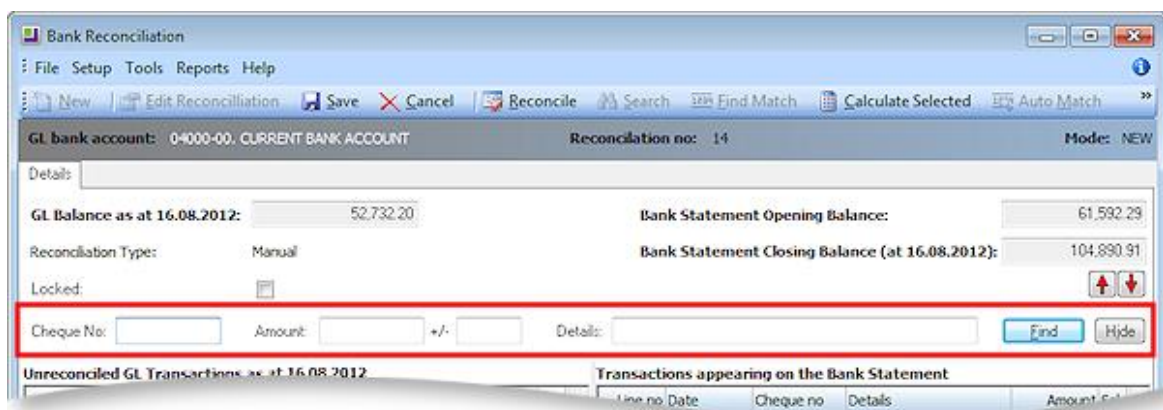 Bank Reconciliation
File Setup Tools Reports Help
New Edit Reconcilliation Save Cancel Reconcile Search Find Match Calculate Selected Auto Match »
GL bank account: 04000-00. CURRENT BANK ACCOUNT Reconcilation no: 14 Mode: NEW
Details
GL Balance as at 16.08.2012: 52,732.20 Bank Statement Opening Balance: 61,592.29
Reconciliation Type: Manual Bank Statement Closing Balance (at 16.08.2012): 104,890.91
Locked:
Cheque No: Amount: +/- Details: Find Hide
Unreconciled GL Transactions as at 16.08.2012 Transactions appearing on the Bank Statement
Line no Date Cheque no Details Amount Sel